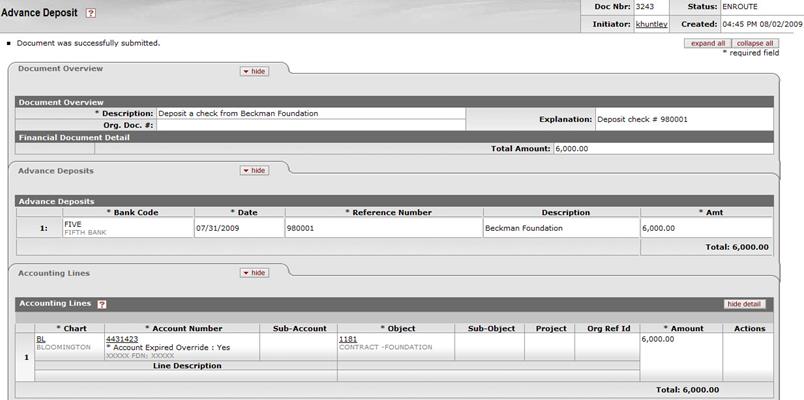 Advance Deposit ?
Doc Nbr: 3243 Status: ENROUTE
Initiator: khuntley Created: 04:45 PM 08/02/2009
Document was successfully submitted.
expand all collapse all
* required field
Document Overview hide
Document Overview
* Description: Deposit a check from Beckman Foundation Explanation: Deposit check # 980001
Org. Doc. #:
Financial Document Detail
Total Amount: 6,000.00
Advance Deposits hide
Advance Deposits
* Bank Code * Date * Reference Number Description * Amt
1: FIVE 07/31/2009 980001 Beckman Foundation 6,000.00
FIFTH BANK
Total: 6,000.00
Accounting Lines hide
Accounting Lines ? hide detail
* Chart * Account Number Sub-Account * Object Sub-Object Project Org Ref Id * Amount Actions
1 BL 4431423 1181 6,000.00
BLOOMINGTON * Account Expired Override : Yes CONTRACT -FOUNDATION
XXXXX FDN: XXXXX
Line Description
Total: 6,000.00